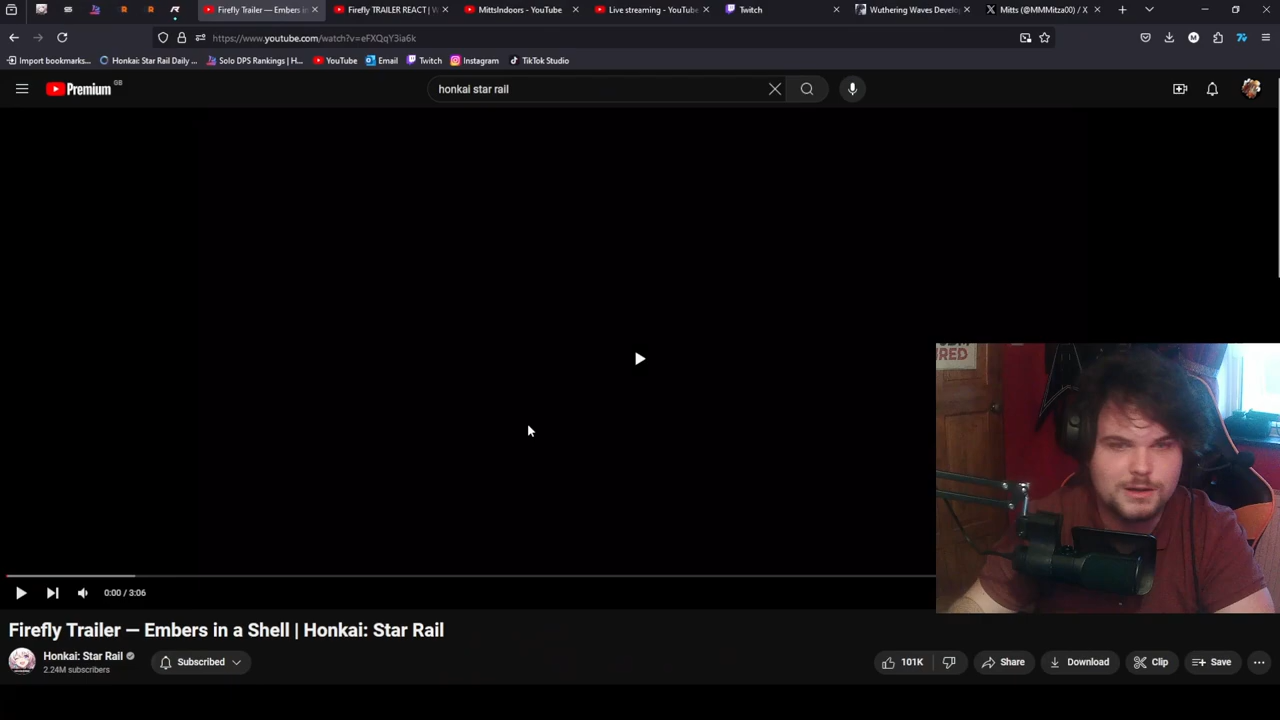 Firefly Trailer — Embers in
Firefly TRAILER REACT | W
MittsIndoors - YouTube
Live streaming - YouTube
Twitch
Wuthering Waves Develop
Mitts (@MMMitza00) / X
https://www.youtube.com/watch?v=eFXQqY3ia6k
Import bookmarks...
Honkai: Star Rail Daily ...
Solo DPS Rankings | H...
YouTube
Email
Twitch
Instagram
TikTok Studio
Premium GB
honkai star rail
RED
0:00 / 3:06
Firefly Trailer — Embers in a Shell | Honkai: Star Rail
Honkai: Star Rail
2.24M subscribers
Subscribed
101K
Share
Download
Clip
Save